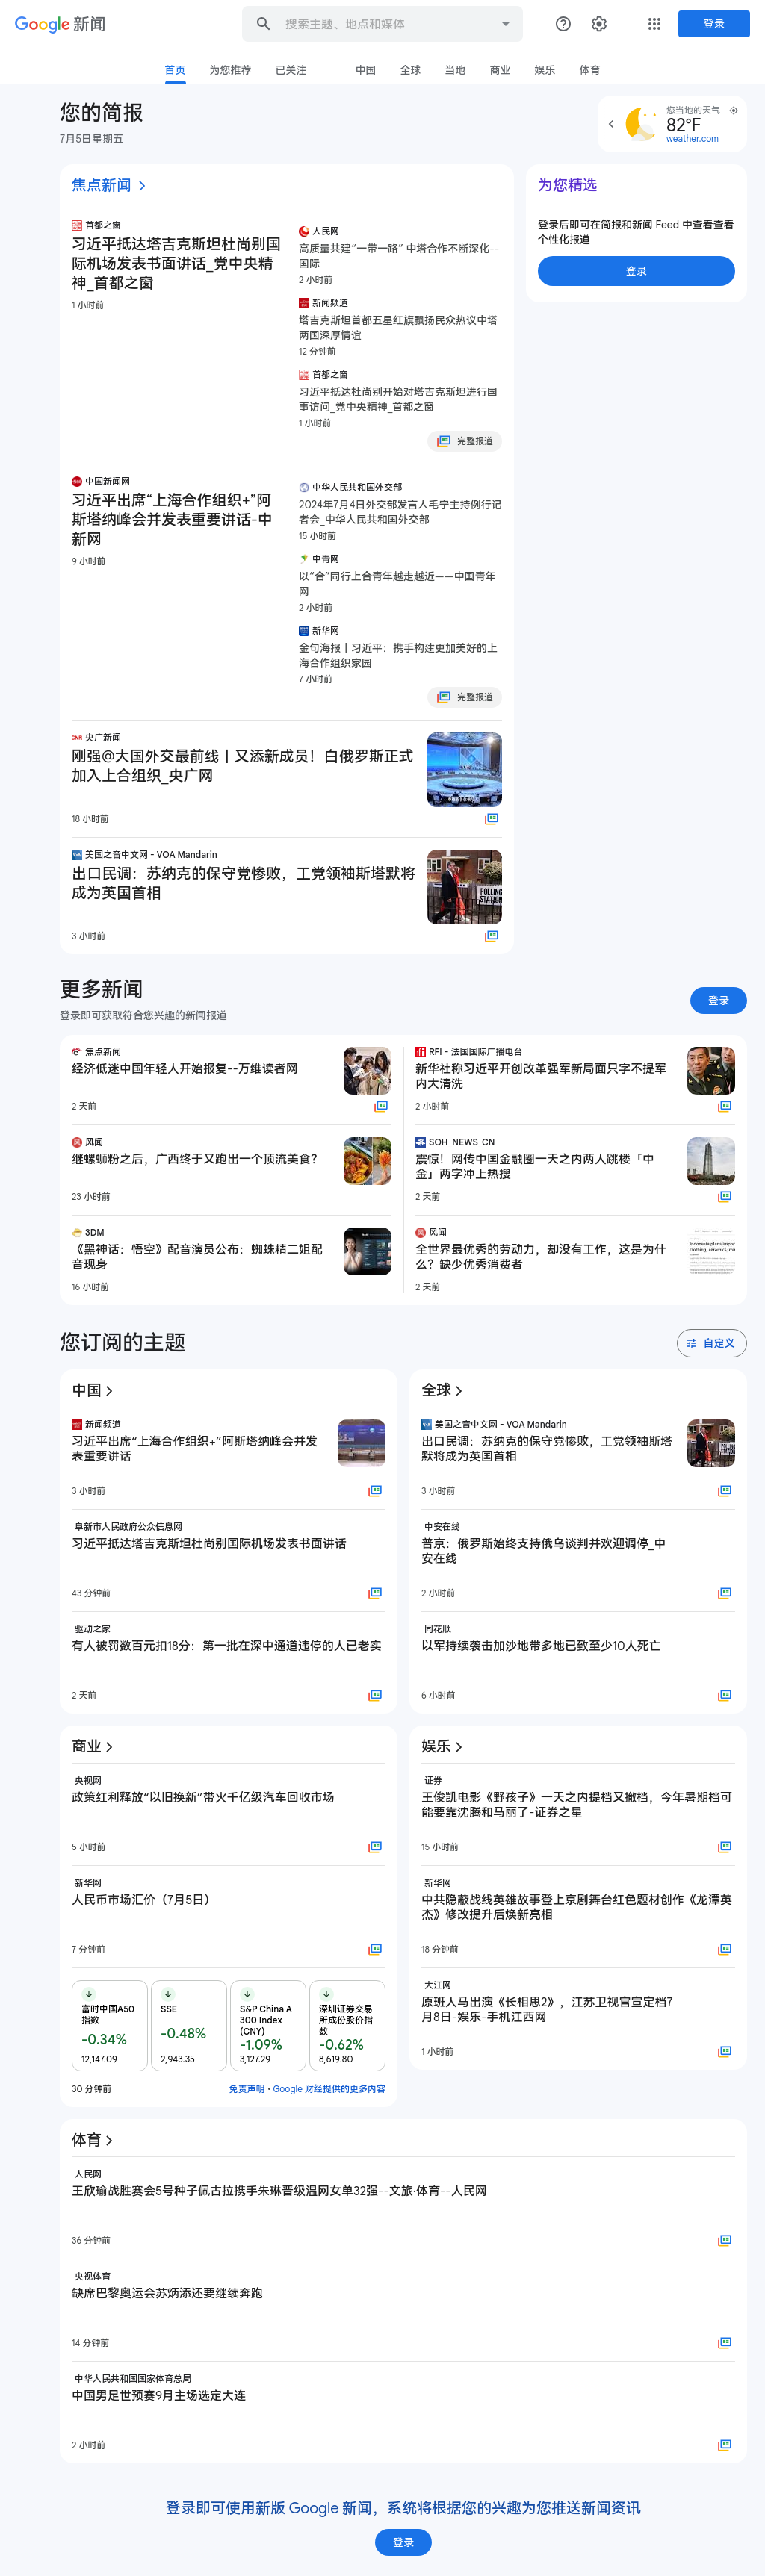 Google 新闻
搜索主题、地点和媒体
登录
首页
为您推荐
已关注
中国
全球
当地
商业
娱乐
体育
您的简报
7月5日星期五
您当地的天气
82°F
weather.com
焦点新闻
首都之窗
习近平抵达塔吉克斯坦杜尚别国
际机场发表书面讲话_党中央精
神_首都之窗
1 小时前
人民网
高质量共建“一带一路” 中塔合作不断深化--
国际
2 小时前
新闻频道
塔吉克斯坦首都五星红旗飘扬民众热议中塔
两国深厚情谊
12 分钟前
首都之窗
习近平抵达杜尚别开始对塔吉克斯坦进行国
事访问_党中央精神_首都之窗
1 小时前
完整报道
中国新闻网
习近平出席“上海合作组织+”阿
斯塔纳峰会并发表重要讲话-中
新网
9 小时前
中华人民共和国外交部
2024年7月4日外交部发言人毛宁主持例行记
者会_中华人民共和国外交部
15 小时前
中青网
以“合”同行上合青年越走越近——中国青年
网
2 小时前
新华网
金句海报丨习近平：携手构建更加美好的上
海合作组织家园
7 小时前
完整报道
央广新闻
刚强@大国外交最前线丨又添新成员！白俄罗斯正式
加入上合组织_央广网
18 小时前
美国之音中文网 - VOA Mandarin
出口民调：苏纳克的保守党惨败，工党领袖斯塔默将
成为英国首相
POLLING
STATION
3 小时前
为您精选
登录后即可在简报和新闻 Feed 中查看查看
个性化报道
登录
更多新闻
登录即可获取符合您兴趣的新闻报道
登录
焦点新闻
经济低迷中国年轻人开始报复--万维读者网
2 天前
RFI - 法国国际广播电台
新华社称习近平开创改革强军新局面只字不提军
内大清洗
2 小时前
风闻
继螺蛳粉之后，广西终于又跑出一个顶流美食？
23 小时前
SOH NEWS CN
震惊！网传中国金融圈一天之内两人跳楼「中
金」两字冲上热搜
2 天前
3DM
《黑神话：悟空》配音演员公布：蜘蛛精二姐配
音现身
16 小时前
风闻
全世界最优秀的劳动力，却没有工作，这是为什
么？缺少优秀消费者
Indonesia plans impor
clothing, ceramics, mi
2 天前
您订阅的主题
自定义
中国
新闻频道
习近平出席“上海合作组织+”阿斯塔纳峰会并发
表重要讲话
3 小时前
阜新市人民政府公众信息网
习近平抵达塔吉克斯坦杜尚别国际机场发表书面讲话
43 分钟前
驱动之家
有人被罚数百元扣18分：第一批在深中通道违停的人已老实
2 天前
全球
美国之音中文网 - VOA Mandarin
出口民调：苏纳克的保守党惨败，工党领袖斯塔
默将成为英国首相
3 小时前
中安在线
普京：俄罗斯始终支持俄乌谈判并欢迎调停_中
安在线
2 小时前
同花顺
以军持续袭击加沙地带多地已致至少10人死亡
6 小时前
商业
央视网
政策红利释放“以旧换新”带火千亿级汽车回收市场
5 小时前
新华网
人民币市场汇价（7月5日）
7 分钟前
富时中国A50
指数
-0.34%
12,147.09
SSE
-0.48%
2,943.35
S&P China A
300 Index
(CNY)
-1.09%
3,127.29
深圳证券交易
所成份股价指
数
-0.62%
8,619.80
30 分钟前
免责声明 • Google 财经提供的更多内容
娱乐
证券
王俊凯电影《野孩子》一天之内提档又撤档，今年暑期档可
能要靠沈腾和马丽了-证券之星
15 小时前
新华网
中共隐蔽战线英雄故事登上京剧舞台红色题材创作《龙潭英
杰》修改提升后焕新亮相
18 分钟前
大江网
原班人马出演《长相思2》，江苏卫视官宣定档7
月8日-娱乐-手机江西网
1 小时前
体育
人民网
王欣瑜战胜赛会5号种子佩古拉携手朱琳晋级温网女单32强--文旅·体育--人民网
36 分钟前
央视体育
缺席巴黎奥运会苏炳添还要继续奔跑
14 分钟前
中华人民共和国国家体育总局
中国男足世预赛9月主场选定大连
2 小时前
登录即可使用新版 Google 新闻，系统将根据您的兴趣为您推送新闻资讯
登录